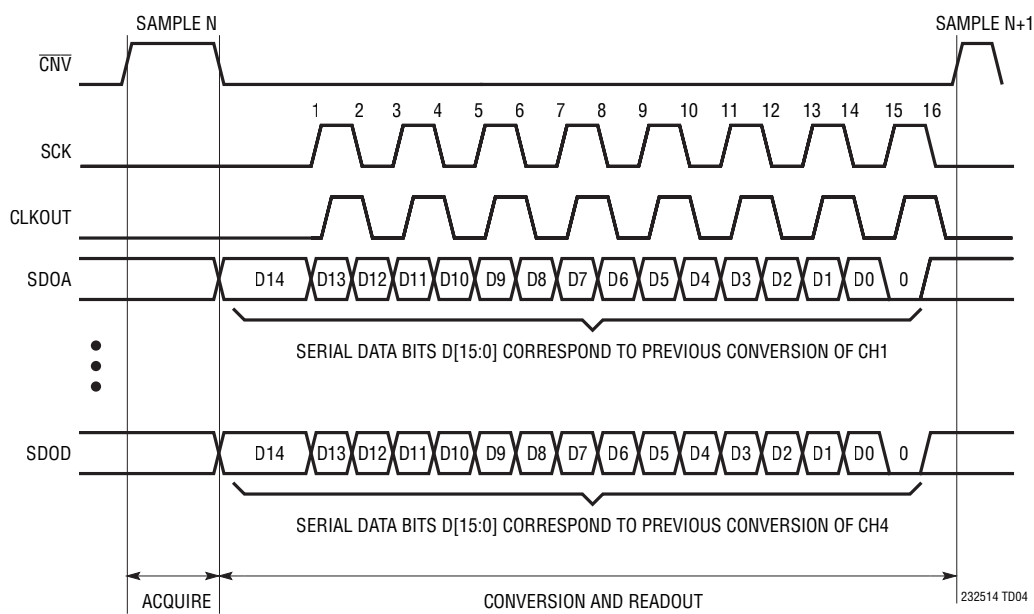 SAMPLE N
SAMPLE N+1
CNV
1 2 3 4 5 6 7 8 9 10 11 12 13 14 15 16
SCK
CLKOUT
SDOA D14 D13 D12 D11 D10 D9 D8 D7 D6 D5 D4 D3 D2 D1 D0 0
SERIAL DATA BITS D[15:0] CORRESPOND TO PREVIOUS CONVERSION OF CH1
SDOD D14 D13 D12 D11 D10 D9 D8 D7 D6 D5 D4 D3 D2 D1 D0 0
SERIAL DATA BITS D[15:0] CORRESPOND TO PREVIOUS CONVERSION OF CH4
ACQUIRE
CONVERSION AND READOUT
232514 TD04